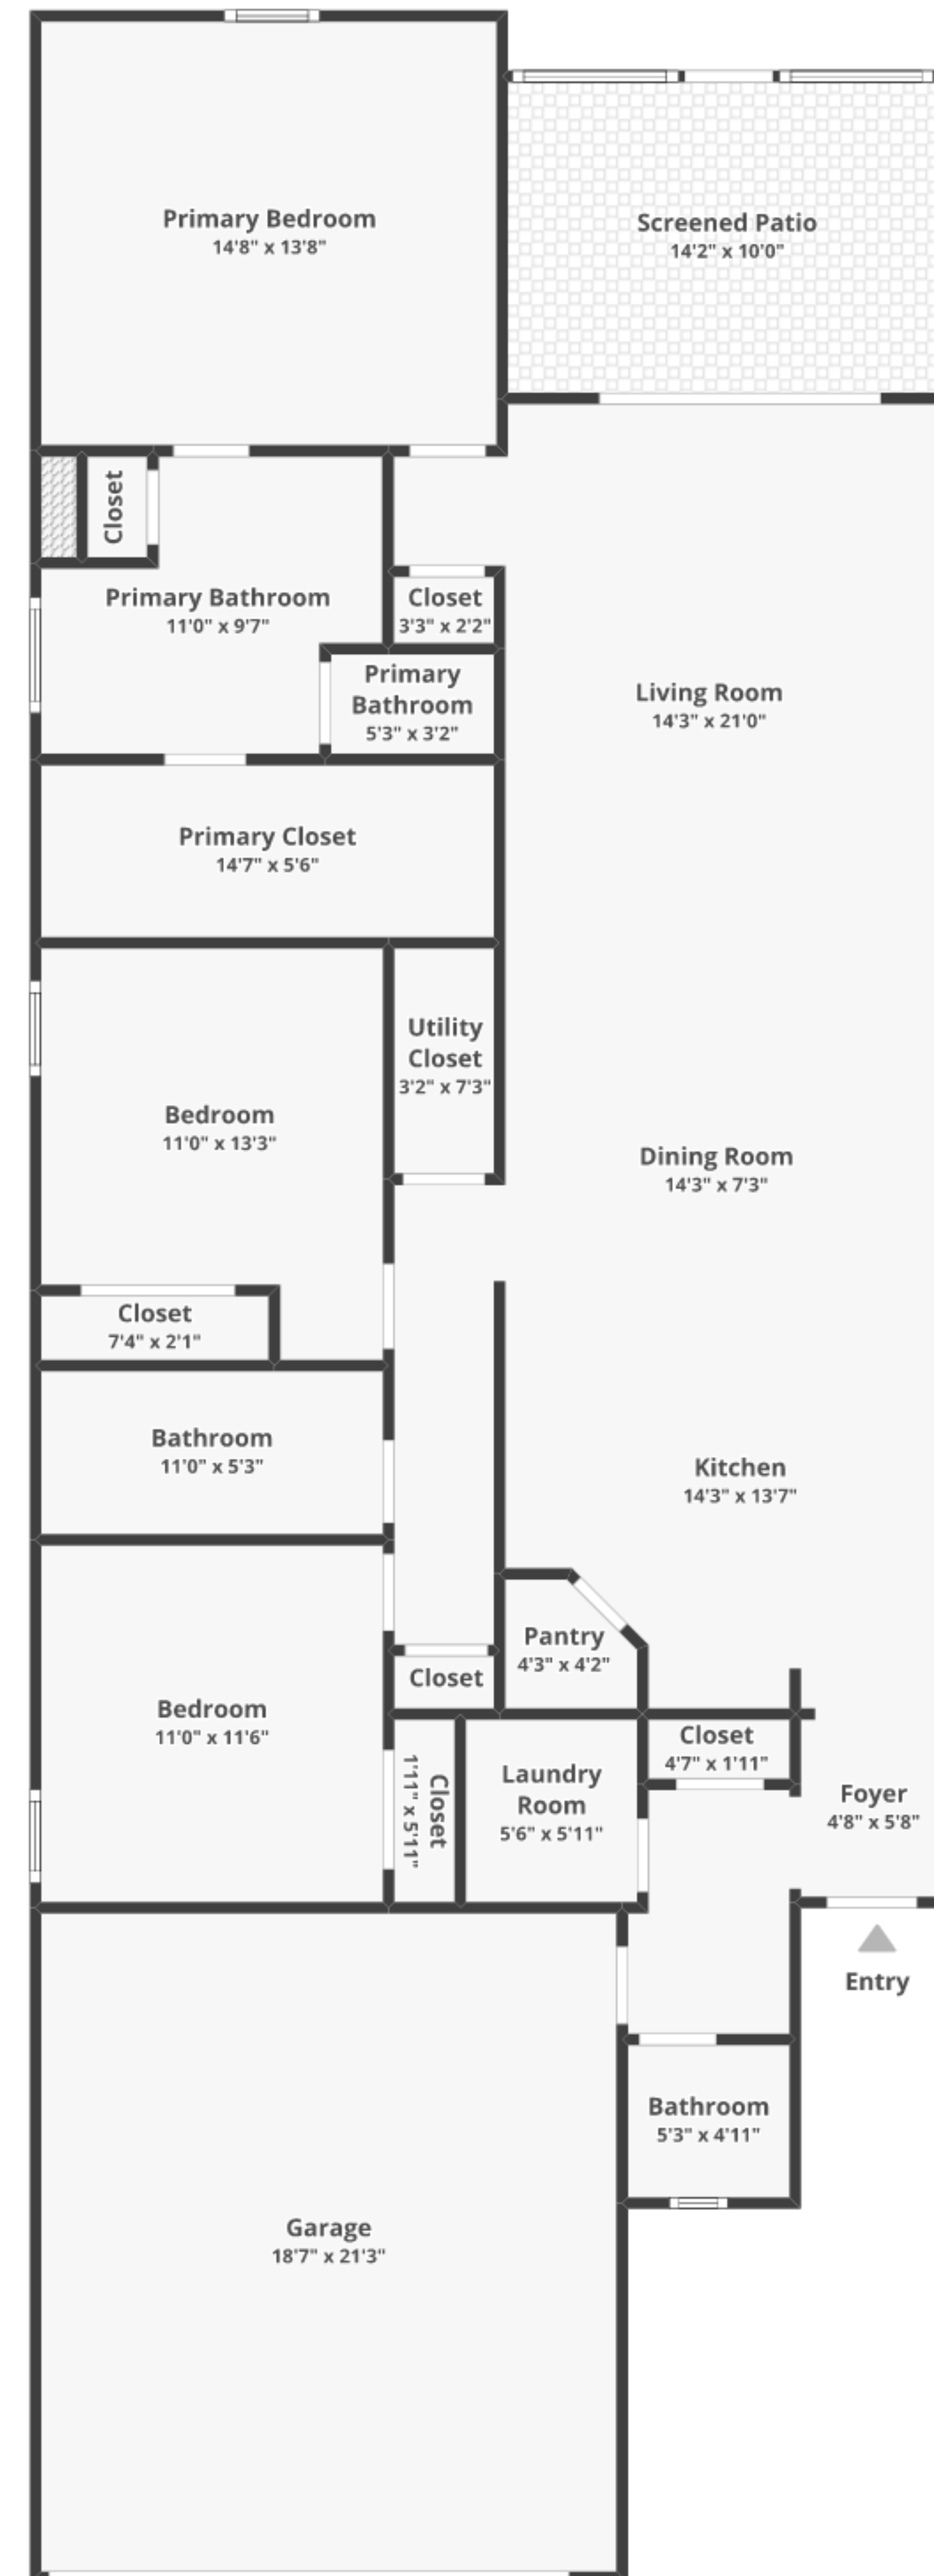 Primary Bedroom
14'8" x 13'8"
Screened Patio
14'2" x 10'0"
Closet
Primary Bathroom
11'0" x 9'7"
Closet
3'3" x 2'2"
Primary
Bathroom
5'3" x 3'2"
Living Room
14'3" x 21'0"
Primary Closet
14'7" x 5'6"
Utility
Closet
3'2" x 7'3"
Bedroom
11'0" x 13'3"
Dining Room
14'3" x 7'3"
Closet
7'4" x 2'1"
Bathroom
11'0" x 5'3"
Kitchen
14'3" x 13'7"
Pantry
4'3" x 4'2"
Closet
Bedroom
11'0" x 11'6"
Closet
1'11" x 5'11"
Laundry
Room
5'6" x 5'11"
Closet
4'7" x 1'11"
Foyer
4'8" x 5'8"
Entry
Bathroom
5'3" x 4'11"
Garage
18'7" x 21'3"